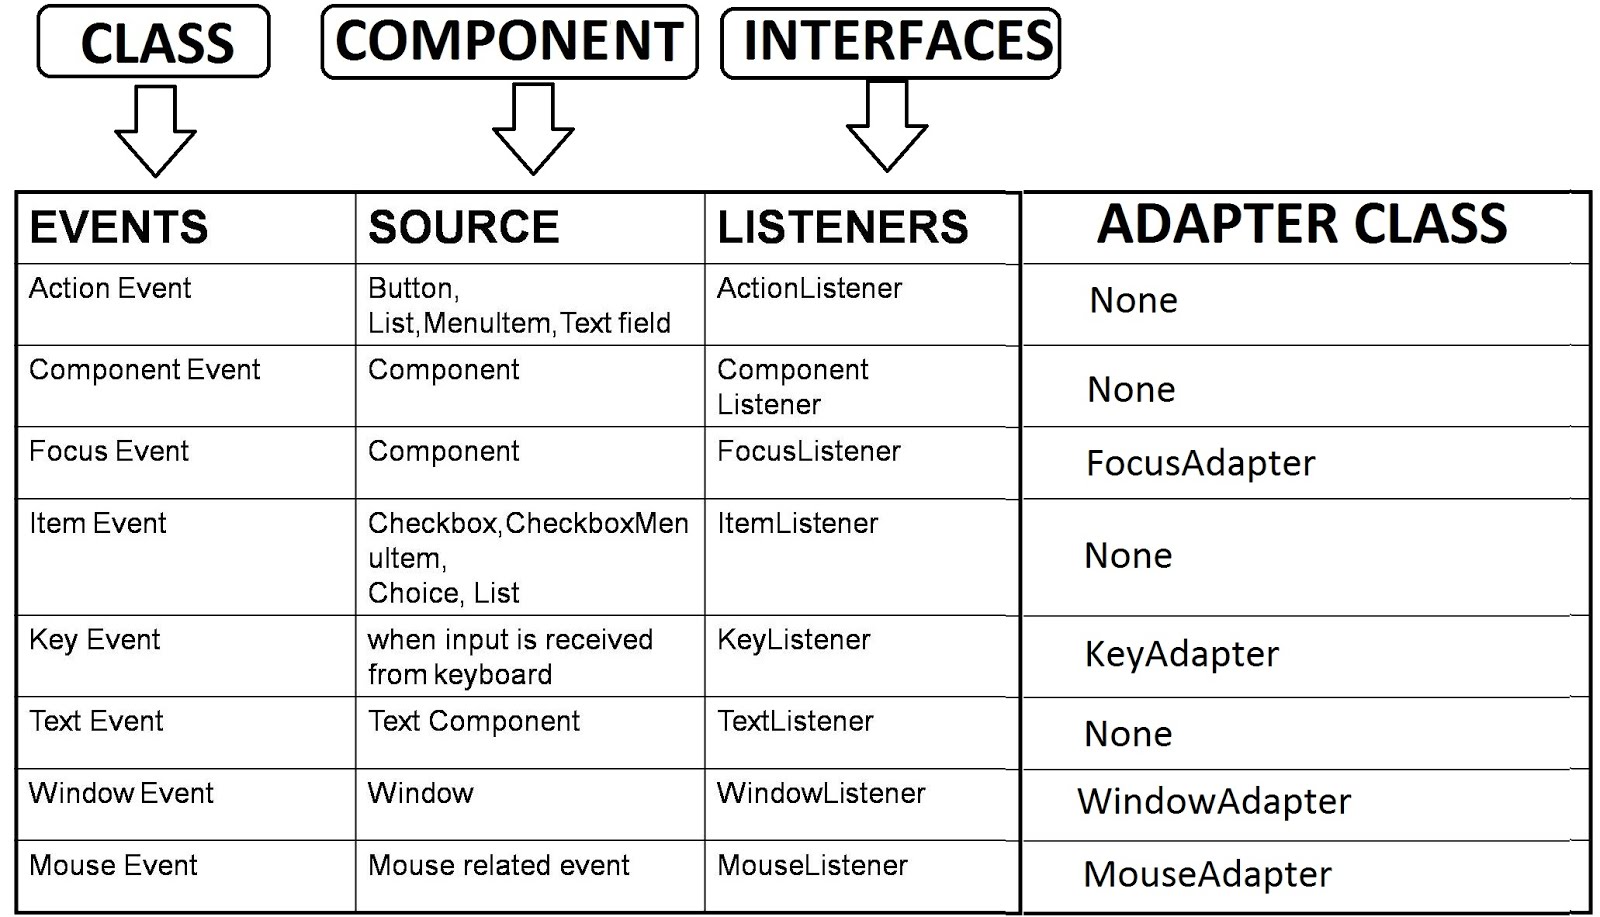 CLASS
COMPONENT
INTERFACES
EVENTS
SOURCE
LISTENERS
ADAPTER CLASS
Action Event
Button,
List,MenuItem,Text field
ActionListener
None
Component Event
Component
Component
Listener
None
Focus Event
Component
FocusListener
FocusAdapter
Item Event
Checkbox,CheckboxMen
uItem,
Choice, List
ItemListener
None
Key Event
when input is received
from keyboard
KeyListener
KeyAdapter
Text Event
Text Component
TextListener
None
Window Event
Window
WindowListener
WindowAdapter
Mouse Event
Mouse related event
MouseListener
MouseAdapter